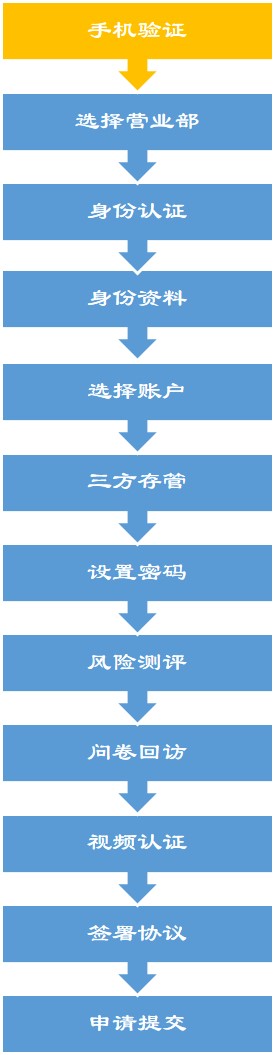 手机验证
选择营业部
身份认证
身份资料
选择账户
三方存管
设置密码
风险测评
问卷回访
视频认证
签署协议
申请提交